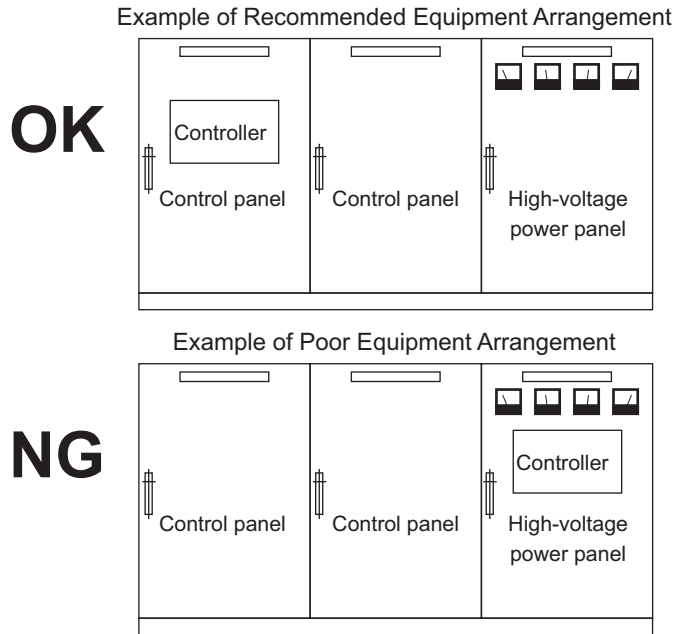 Example of Recommended Equipment Arrangement
OK
Controller
Control panel
Control panel
High-voltage
power panel
Example of Poor Equipment Arrangement
NG
Controller
Control panel
Control panel
High-voltage
power panel